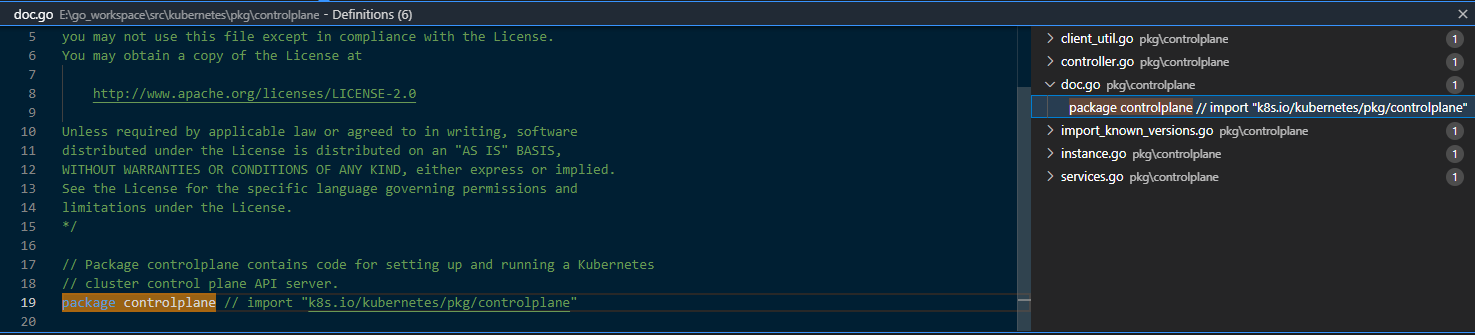 doc.go E:\go_workspace\src\kubernetes\pkg\controlplane - Definitions (6)
5 you may not use this file except in compliance with the License.
6 You may obtain a copy of the License at
7
8 http://www.apache.org/licenses/LICENSE-2.0
9
10 Unless required by applicable law or agreed to in writing, software
11 distributed under the License is distributed on an "AS IS" BASIS,
12 WITHOUT WARRANTIES OR CONDITIONS OF ANY KIND, either express or implied.
13 See the License for the specific language governing permissions and
14 limitations under the License.
15 */
16
17 // Package controlplane contains code for setting up and running a Kubernetes
18 // cluster control plane API server.
19 package controlplane // import "k8s.io/kubernetes/pkg/controlplane"
20
client_util.go pkg\controlplane 1
controller.go pkg\controlplane 1
doc.go pkg\controlplane 1
package controlplane // import "k8s.io/kubernetes/pkg/controlplane"
import_known_versions.go pkg\controlplane 1
instance.go pkg\controlplane 1
services.go pkg\controlplane 1